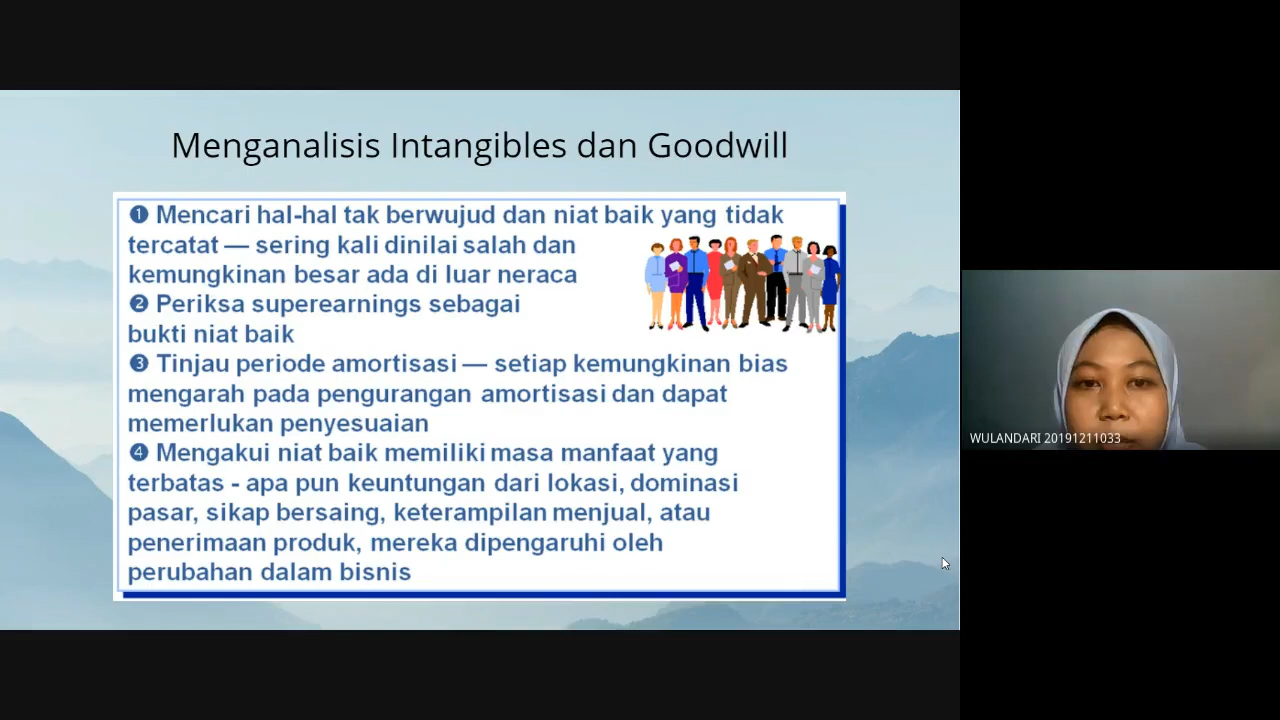 Menganalisis Intangibles dan Goodwill
❶ Mencari hal-hal tak berwujud dan niat baik yang tidak
tercatat — sering kali dinilai salah dan
kemungkinan besar ada di luar neraca
❷ Periksa superearnings sebagai
bukti niat baik
❸ Tinjau periode amortisasi — setiap kemungkinan bias
mengarah pada pengurangan amortisasi dan dapat
memerlukan penyesuaian
❹ Mengakui niat baik memiliki masa manfaat yang
terbatas - apa pun keuntungan dari lokasi, dominasi
pasar, sikap bersaing, keterampilan menjual, atau
penerimaan produk, mereka dipengaruhi oleh
perubahan dalam bisnis
WULANDARI 20191211033